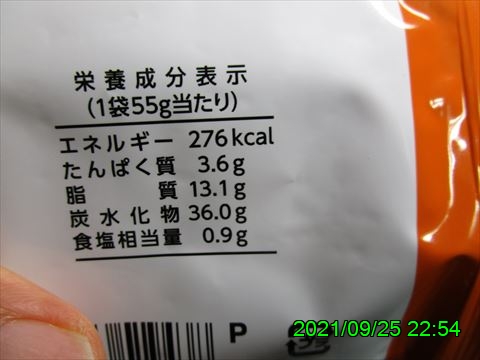 栄養成分表示
(1袋55g当たり)
エネルギー 276kcal
たんぱく質 3.6g
脂質 13.1g
炭水化物 36.0g
食塩相当量 0.9g
P
2021/09/25 22:54